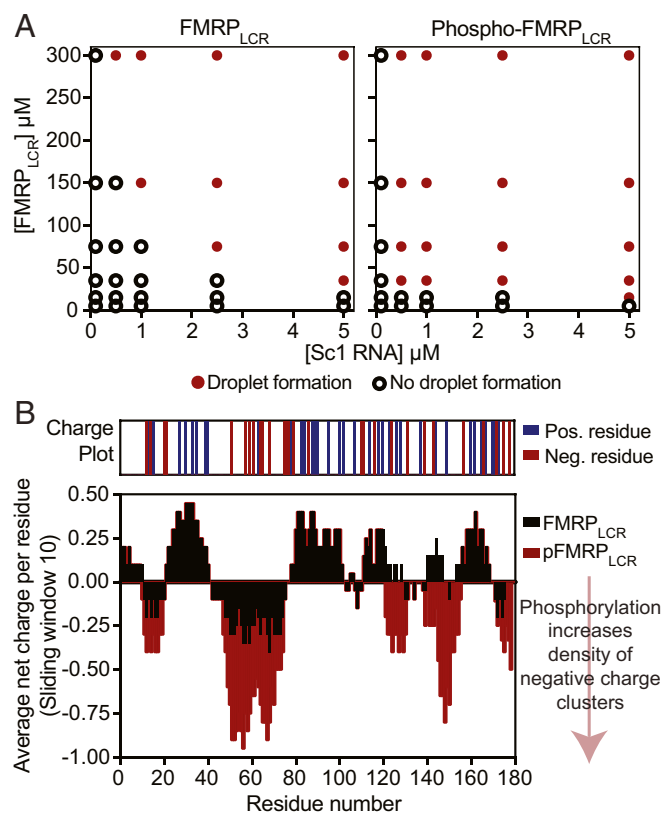 A
FMRP LCR
Phospho-FMRP LCR
[FMRP LCR] µM
300
250
200
150
100
50
0
0 1 2 3 4 5
0 1 2 3 4 5
[Sc1 RNA] µM
Droplet formation
No droplet formation
B
Charge
Plot
Pos. residue
Neg. residue
Average net charge per residue
(Sliding window 10)
0.50
0.25
0.00
-0.25
-0.50
-0.75
-1.00
0 20 40 60 80 100 120 140 160 180
Residue number
FMRP LCR
pFMRP LCR
Phosphorylation
increases
density of
negative charge
clusters